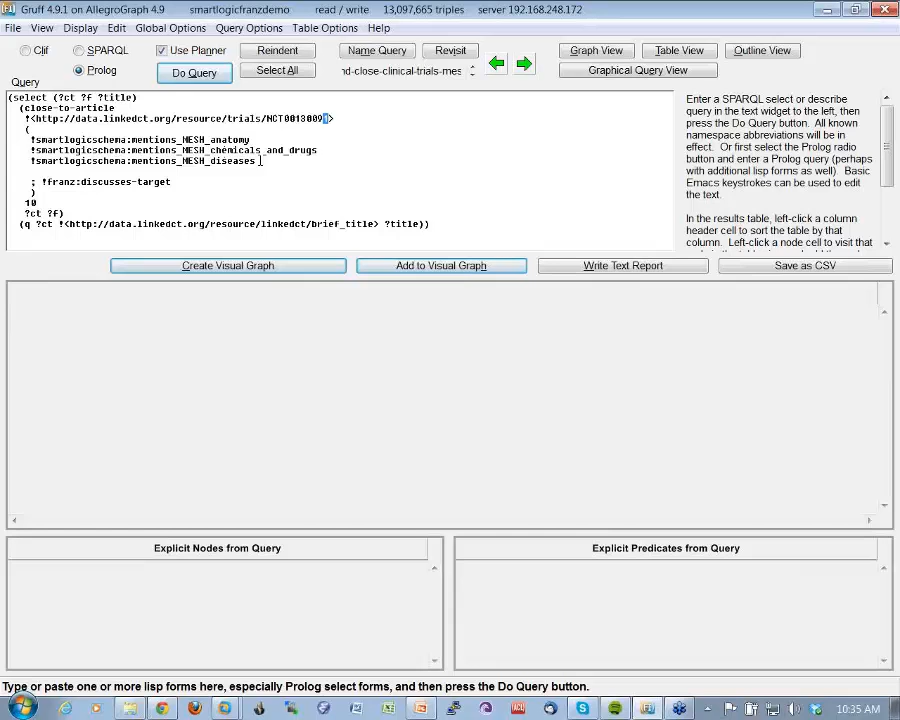 Gruff 4.9.1 on AllegroGraph 4.9 smartlogicfranzdemo read / write 13,097,665 triples server 192.168.248.172
File View Display Edit Global Options Query Options Table Options Help
Clif SPARQL Use Planner Reindent Name Query Revisit Graph View Table View Outline View
Prolog Do Query Select All nd-close-clinical-trials-mes Graphical Query View
Query
(select (?ct ?f ?title)
(close-to-article
!<http://data.linkedct.org/resource/trials/NCT00130091>
(
!smartlogicschema:mentions_MESH_anatomy
!smartlogicschema:mentions_MESH_chemicals_and_drugs
!smartlogicschema:mentions_MESH_diseases
; !franz:discusses-target
)
10
?ct ?f)
(q ?ct !<http://data.linkedct.org/resource/linkedct/brief_title> ?title))
Enter a SPARQL select or describe
query in the text widget to the left, then
press the Do Query button. All known
namespace abbreviations will be in
effect. Or first select the Prolog radio
button and enter a Prolog query (perhaps
with additional lisp forms as well). Basic
Emacs keystrokes can be used to edit
the text.
In the results table, left-click a column
header cell to sort the table by that
column. Left-click a node cell to visit that
Create Visual Graph Add to Visual Graph Write Text Report Save as CSV
Explicit Nodes from Query Explicit Predicates from Query
Type or paste one or more lisp forms here, especially Prolog select forms, and then press the Do Query button.
10:35 AM